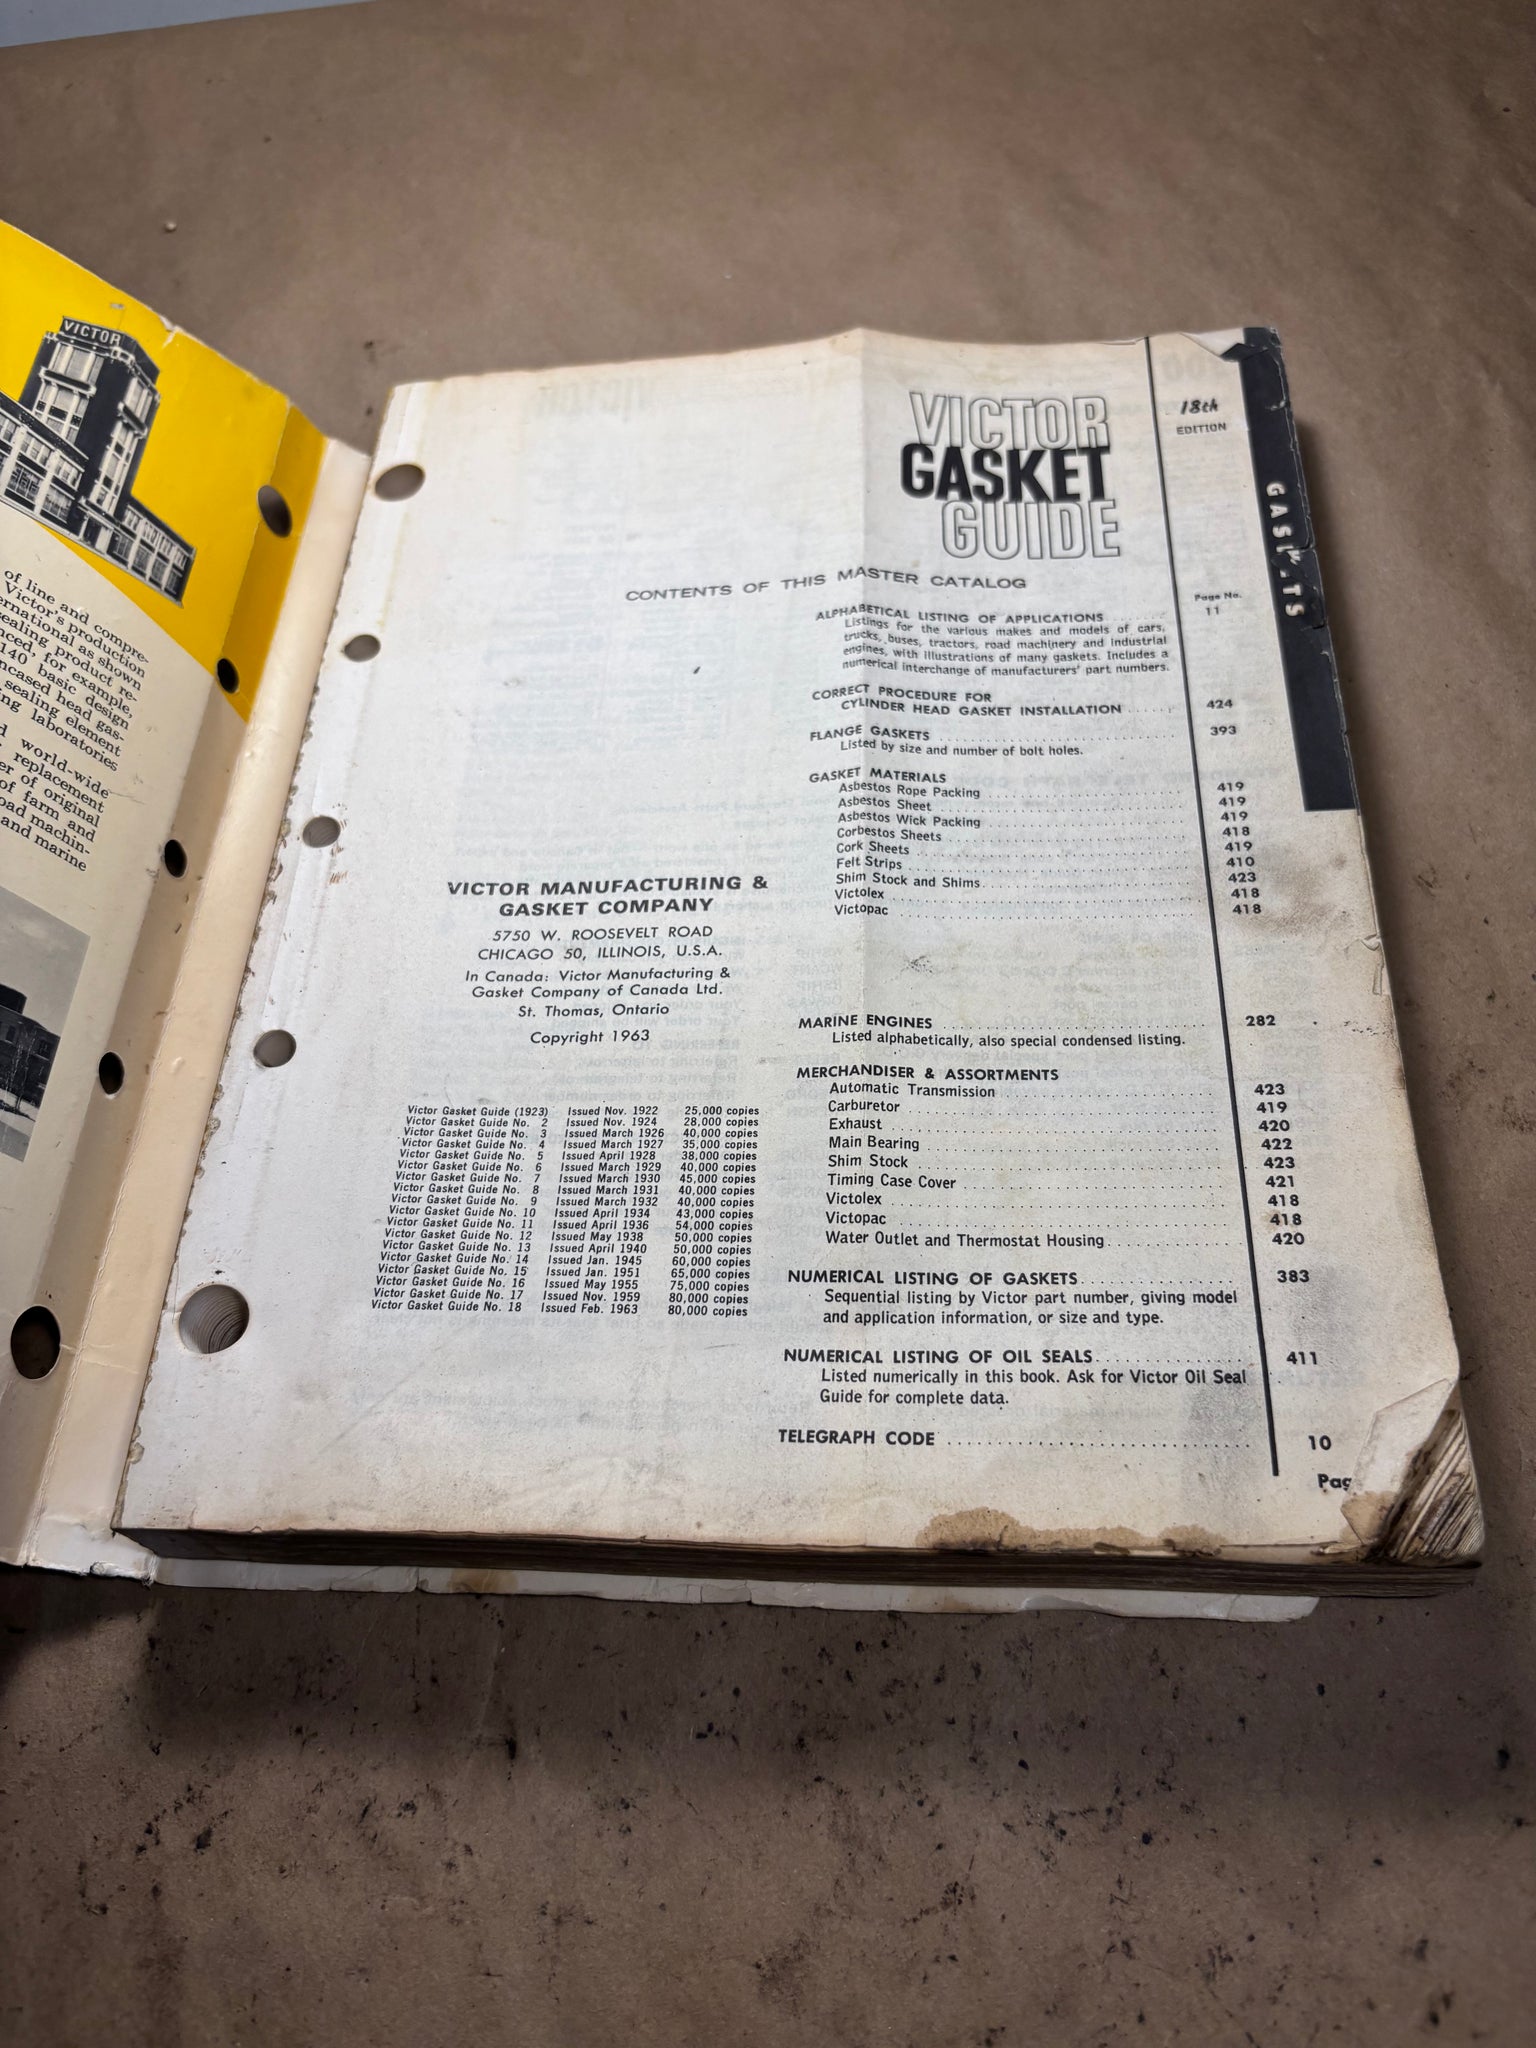 VICTOR
of line and compre-
Victor's production
ernational as shown
sealing product re-
nced, for example,
140 basic design
ncased head gas-
sealing element
ng laboratories
d world-wide
replacement
er of original
of farm and
oad machin-
and marine
VICTOR
GASKET
GUIDE
18th
EDITION
GASKETS
CONTENTS OF THIS MASTER CATALOG
Page No.
ALPHABETICAL LISTING OF APPLICATIONS 11
Listings for the various makes and models of cars,
trucks, buses, tractors, road machinery and industrial
engines, with illustrations of many gaskets. Includes a
numerical interchange of manufacturers' part numbers.
CORRECT PROCEDURE FOR
CYLINDER HEAD GASKET INSTALLATION 424
FLANGE GASKETS 393
Listed by size and number of bolt holes.
GASKET MATERIALS
Asbestos Rope Packing 419
Asbestos Sheet 419
Asbestos Wick Packing 419
Corbestos Sheets 418
Cork Sheets 419
Felt Strips 410
Shim Stock and Shims 423
Victolex 418
Victopac 418
MARINE ENGINES 282
Listed alphabetically, also special condensed listing.
MERCHANDISER & ASSORTMENTS
Automatic Transmission 423
Carburetor 419
Exhaust 420
Main Bearing 422
Shim Stock 423
Timing Case Cover 421
Victolex 418
Victopac 418
Water Outlet and Thermostat Housing 420
NUMERICAL LISTING OF GASKETS 383
Sequential listing by Victor part number, giving model
and application information, or size and type.
NUMERICAL LISTING OF OIL SEALS 411
Listed numerically in this book. Ask for Victor Oil Seal
Guide for complete data.
TELEGRAPH CODE 10
Pag
VICTOR MANUFACTURING &
GASKET COMPANY
5750 W. ROOSEVELT ROAD
CHICAGO 50, ILLINOIS, U.S.A.
In Canada: Victor Manufacturing &
Gasket Company of Canada Ltd.
St. Thomas, Ontario
Copyright 1963
Victor Gasket Guide (1923) Issued Nov. 1922 25,000 copies
Victor Gasket Guide No. 2 Issued Nov. 1924 28,000 copies
Victor Gasket Guide No. 3 Issued March 1926 40,000 copies
Victor Gasket Guide No. 4 Issued March 1927 35,000 copies
Victor Gasket Guide No. 5 Issued April 1928 38,000 copies
Victor Gasket Guide No. 6 Issued March 1929 40,000 copies
Victor Gasket Guide No. 7 Issued March 1930 45,000 copies
Victor Gasket Guide No. 8 Issued March 1931 40,000 copies
Victor Gasket Guide No. 9 Issued March 1932 40,000 copies
Victor Gasket Guide No. 10 Issued April 1934 43,000 copies
Victor Gasket Guide No. 11 Issued April 1936 54,000 copies
Victor Gasket Guide No. 12 Issued May 1938 50,000 copies
Victor Gasket Guide No. 13 Issued April 1940 50,000 copies
Victor Gasket Guide No. 14 Issued Jan. 1945 60,000 copies
Victor Gasket Guide No. 15 Issued Jan. 1951 65,000 copies
Victor Gasket Guide No. 16 Issued May 1955 75,000 copies
Victor Gasket Guide No. 17 Issued Nov. 1959 80,000 copies
Victor Gasket Guide No. 18 Issued Feb. 1963 80,000 copies